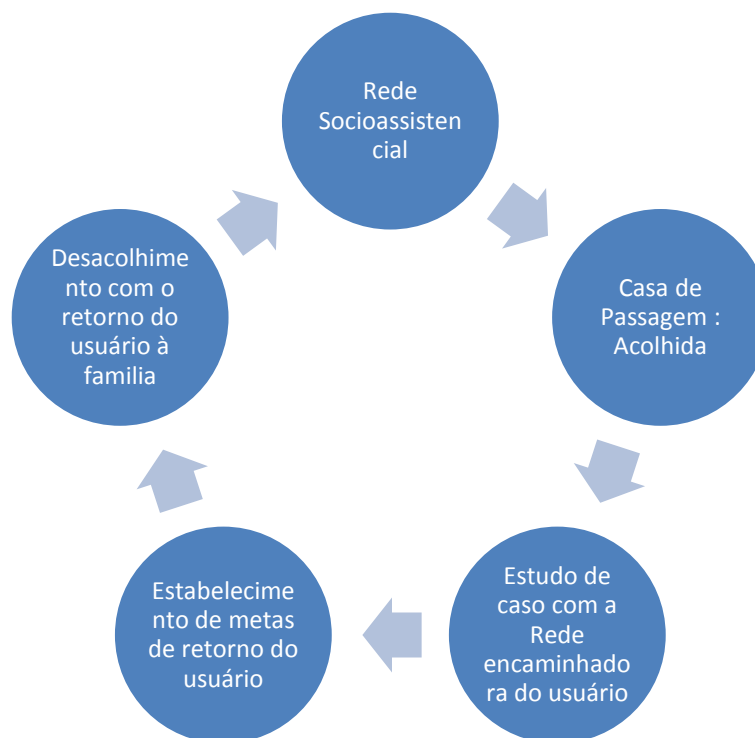 Rede
Socioassisten
cial
Casa de
Passagem :
Acolhida
Estudo de
caso com a
Rede
encaminhado
ra do usuário
Estabelecime
nto de metas
de retorno do
usuário
Desacolhime
nto com o
retorno do
usuário à
familia